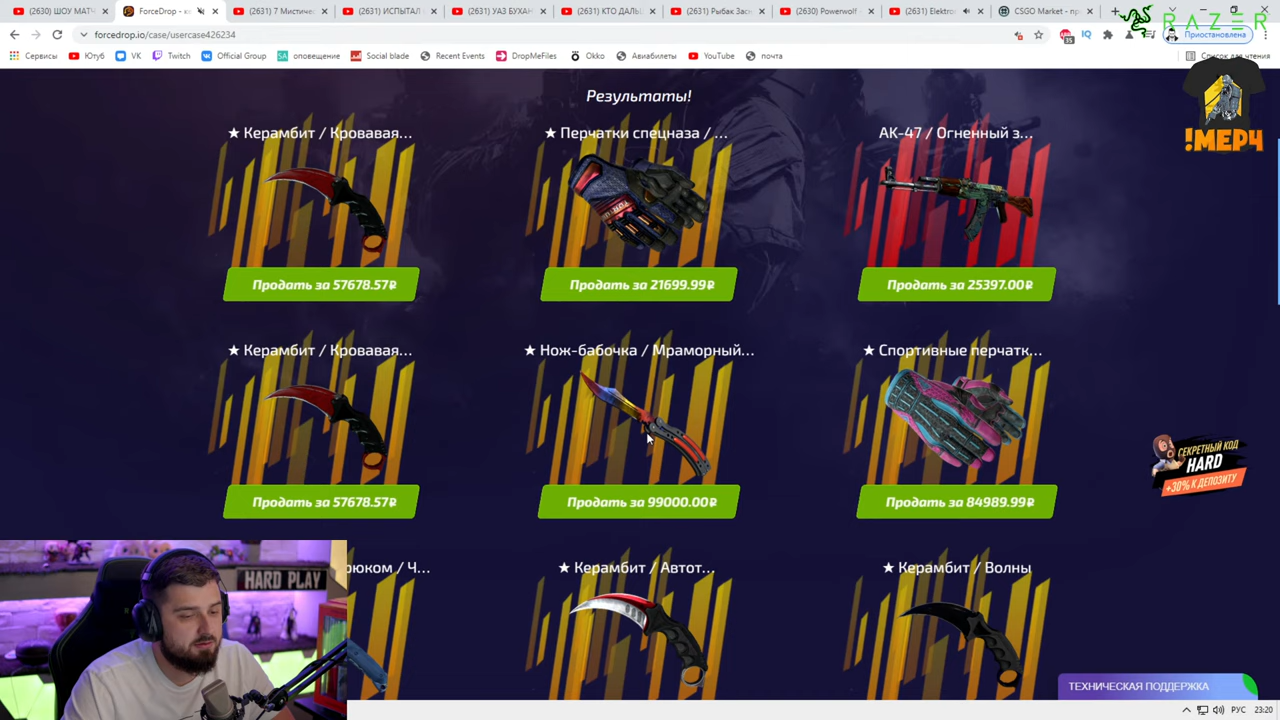 (2630) ШОУ МАТЧ
ForceDrop - к
(2631) 7 Мистичес
(2631) ИСПЫТАЛ
(2631) УАЗ БУХАН
(2631) КТО ДАЛЬ
(2631) Рыбак Засн
(2630) Powerwolf
(2631) Elektro
CSGO Market - п
RAZER
forcedrop.io/case/usercase426234
Приостановлена
Сервисы
Ютуб
VK
Twitch
Official Group
оповещение
Social blade
Recent Events
DropMeFiles
Okko
Авиабилеты
YouTube
почта
Список для чтения
!МЕРЧ
Результаты!
★ Керамбит / Кровавая...
★ Перчатки спецназа / ...
AK-47 / Огненный з...
Продать за 57678.57₽
Продать за 21699.99₽
Продать за 25397.00₽
★ Керамбит / Кровавая...
★ Нож-бабочка / Мраморный...
★ Спортивные перчатк...
Продать за 57678.57₽
Продать за 99000.00₽
Продать за 84989.99₽
СЕКРЕТНЫЙ КОД
HARD
+30% К ДЕПОЗИТУ
рюком / Ч...
★ Керамбит / Автот...
★ Керамбит / Волны
HARD PLAY
ТЕХНИЧЕСКАЯ ПОДДЕРЖКА
РУС
23:20